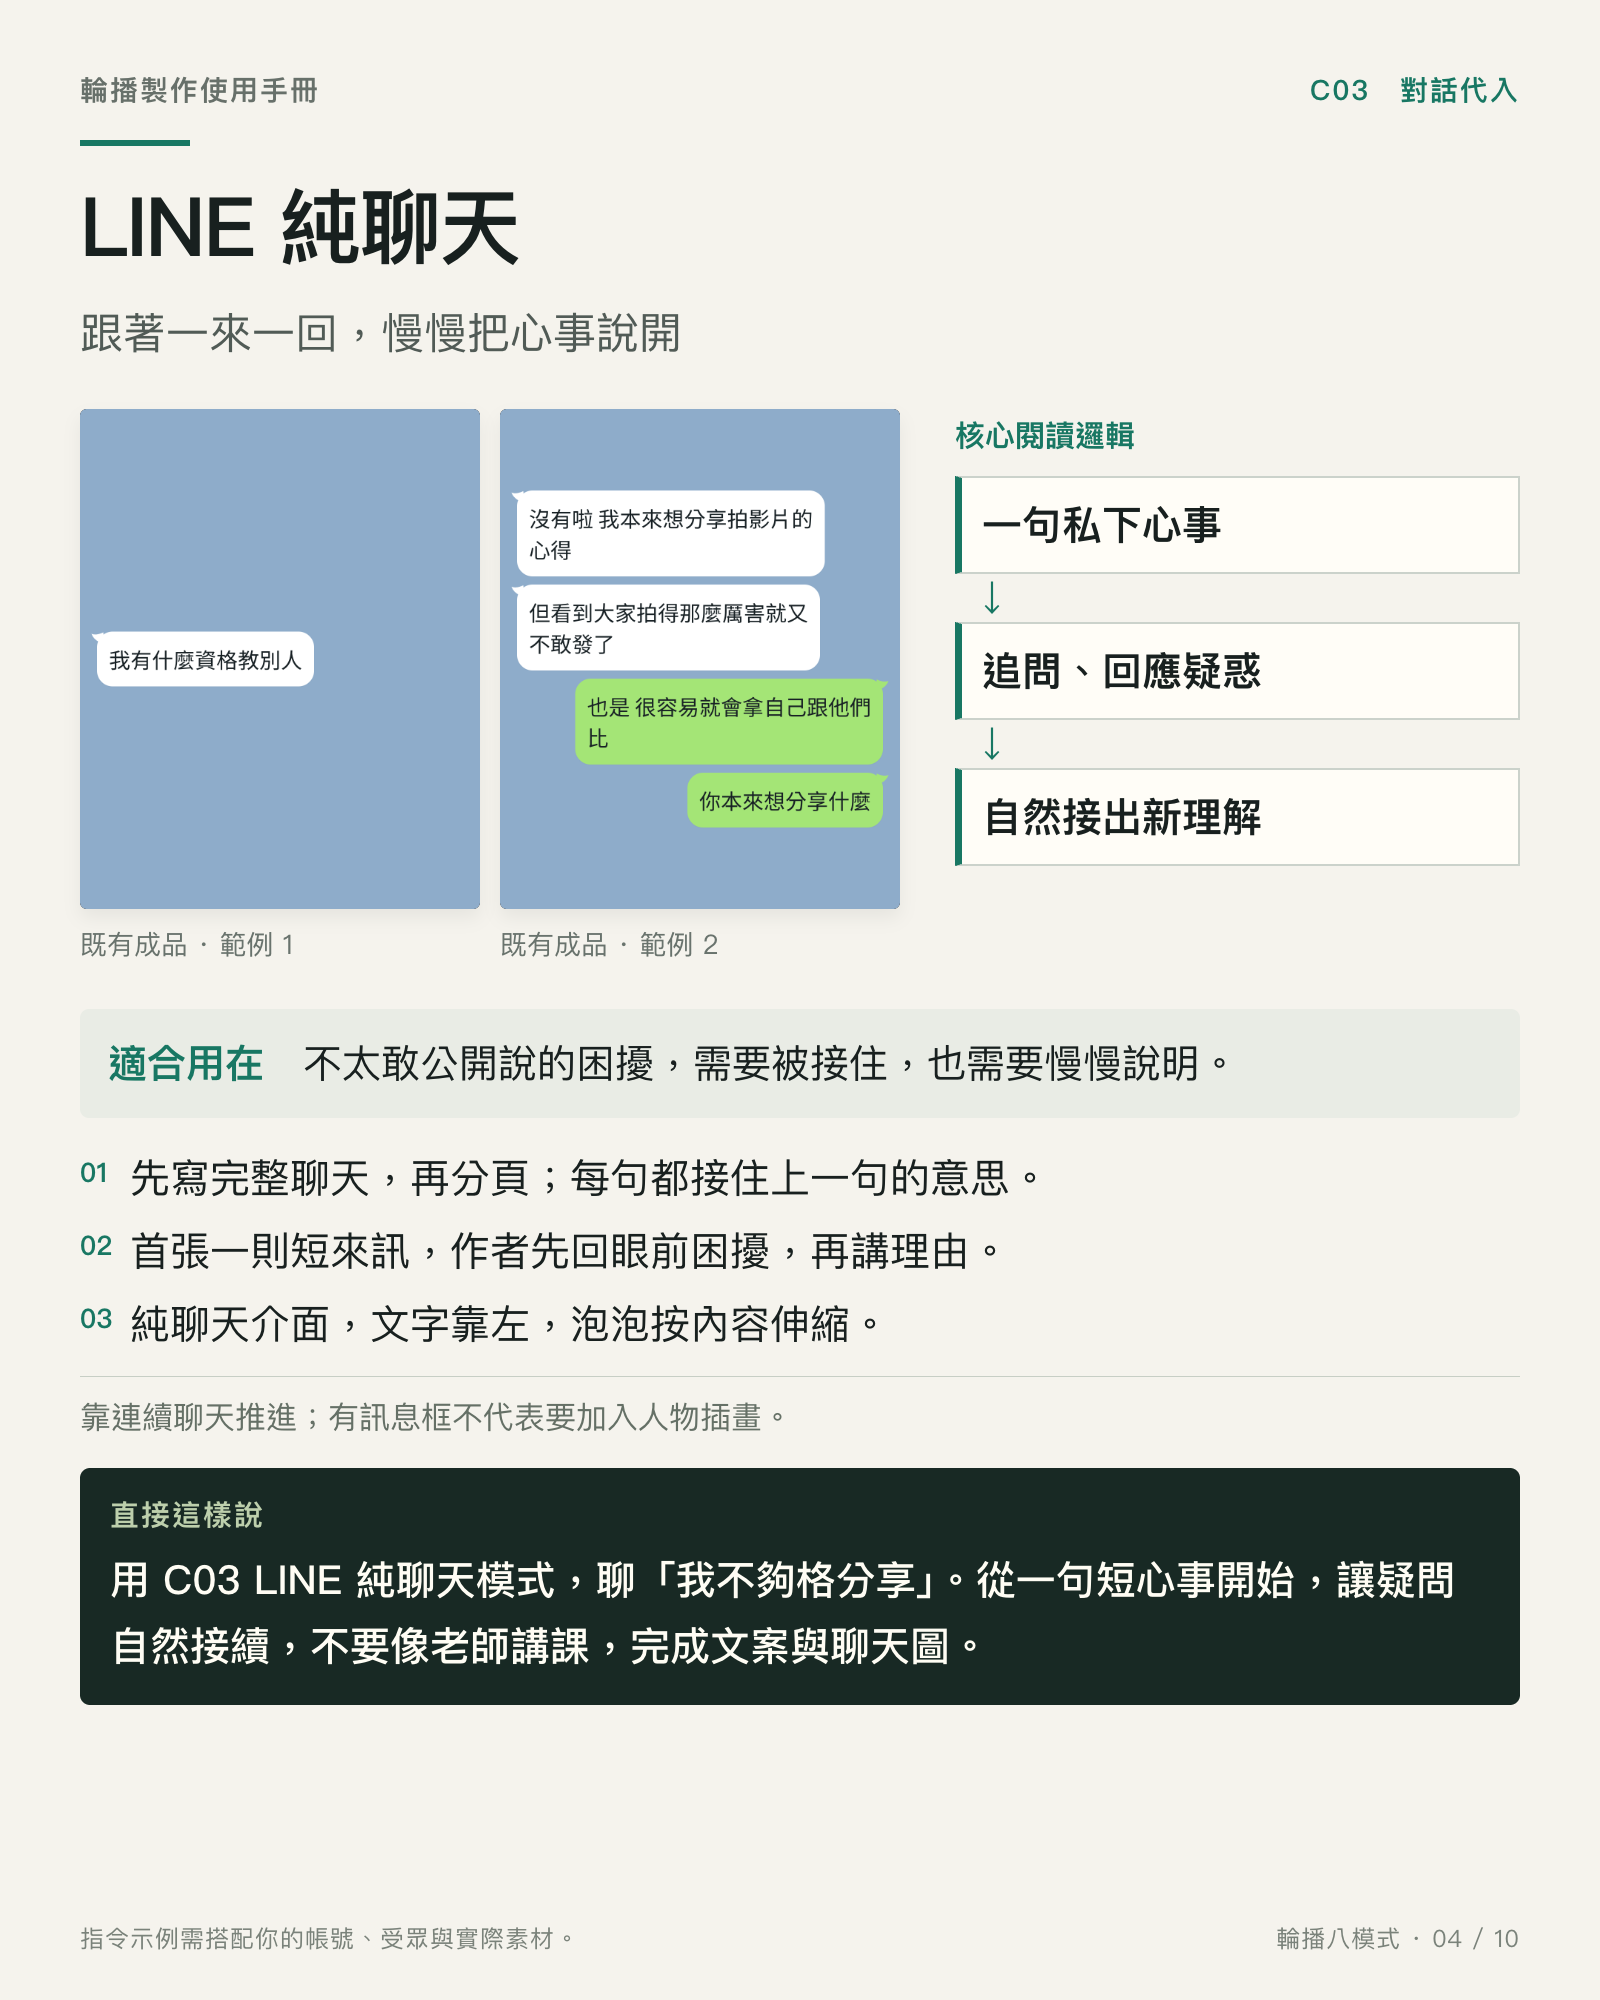 輪播製作使用手冊
C03 對話代入
LINE 純聊天
跟著一來一回，慢慢把心事說開
我有什麼資格教別人
既有成品 · 範例 1
沒有啦 我本來想分享拍影片的
心得
但看到大家拍得那麼厲害就又
不敢發了
也是 很容易就會拿自己跟他們
比
你本來想分享什麼
既有成品 · 範例 2
核心閱讀邏輯
一句私下心事
↓
追問、回應疑惑
↓
自然接出新理解
適合用在 不太敢公開說的困擾，需要被接住，也需要慢慢說明。
01 先寫完整聊天，再分頁；每句都接住上一句的意思。
02 首張一則短來訊，作者先回眼前困擾，再講理由。
03 純聊天介面，文字靠左，泡泡按內容伸縮。
靠連續聊天推進；有訊息框不代表要加入人物插畫。
直接這樣說
用 C03 LINE 純聊天模式，聊「我不夠格分享」。從一句短心事開始，讓疑問
自然接續，不要像老師講課，完成文案與聊天圖。
指令示例需搭配你的帳號、受眾與實際素材。
輪播八模式 · 04 / 10